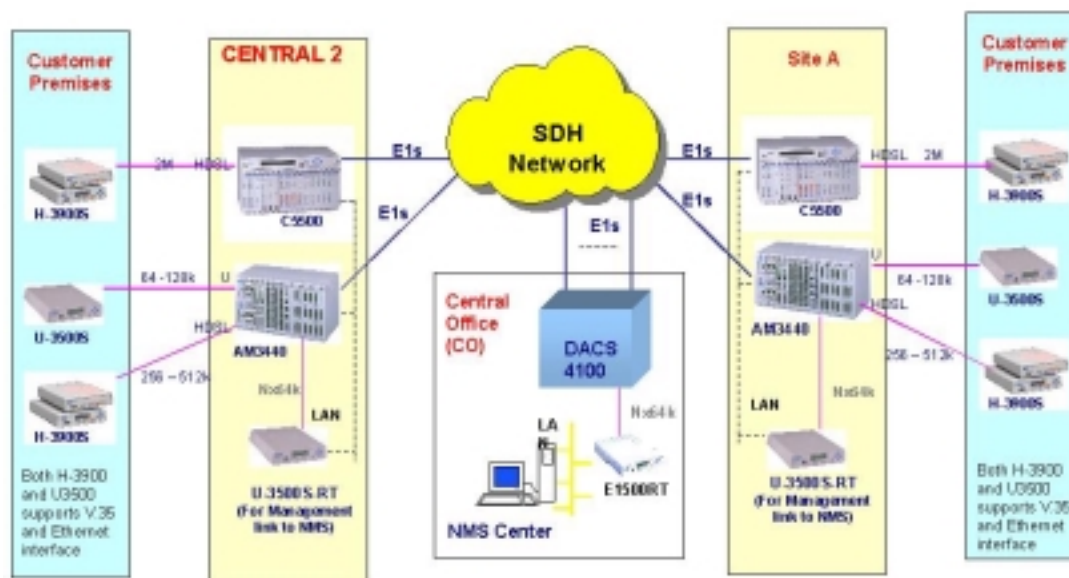 Customer
Premises
H-3900S
U-3500S
H-3900S
Both H-3900
and U3500
supports V.35
and Ethernet
interface
2M
HDSL
64 -128k
U
HDSL
256 – 512k
CENTRAL 2
C5500
AM3440
Nx64k
LAN
U-3500S-RT
(For Management
link to NMS)
E1s
E1s
SDH
Network
E1s
E1s
E1s
Central
Office
(CO)
DACS
4100
Nx64k
LA
N
E1500RT
NMS Center
Site A
C5500
AM3440
Nx64k
LAN
U-3500S-RT
(For Management
link to NMS)
HDSL
2M
U
64 -128k
HDSL
256 – 512k
Customer
Premises
H-3900S
U-3500S
H-3900S
Both H-3900
and U3500
supports V.35
and Ethernet
interface